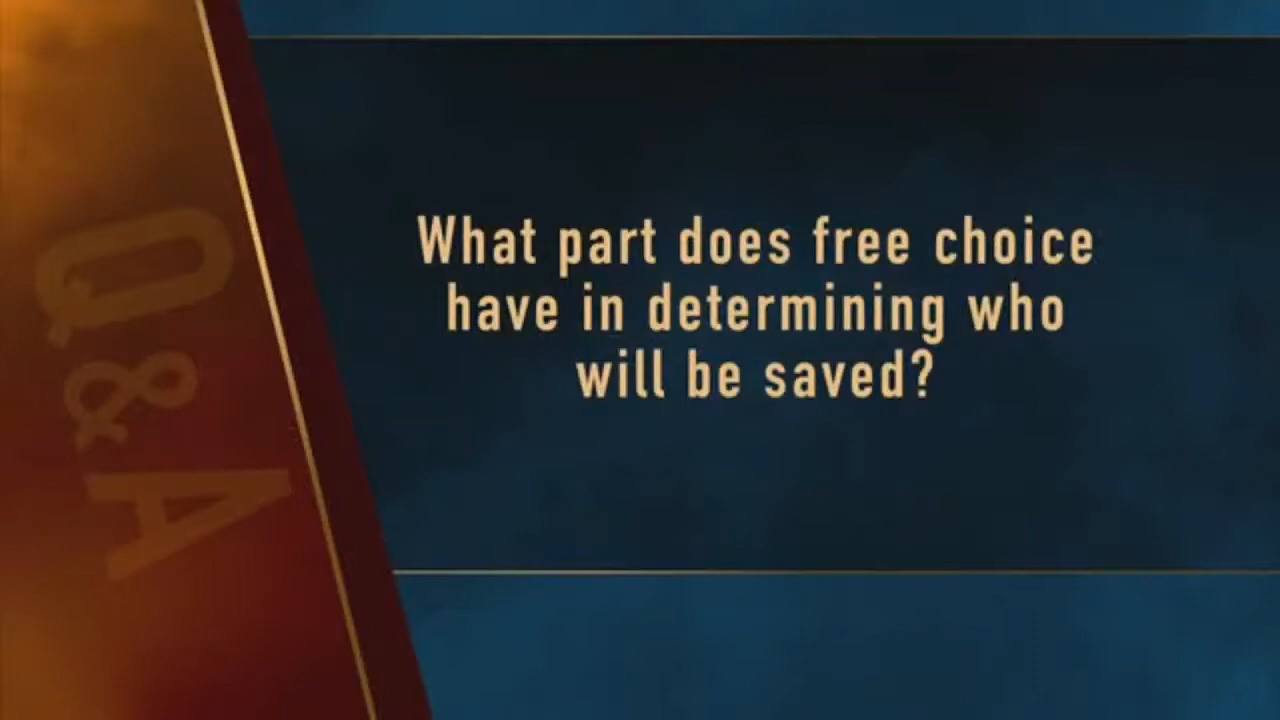 Q&A
What part does free choice
have in determining who
will be saved?